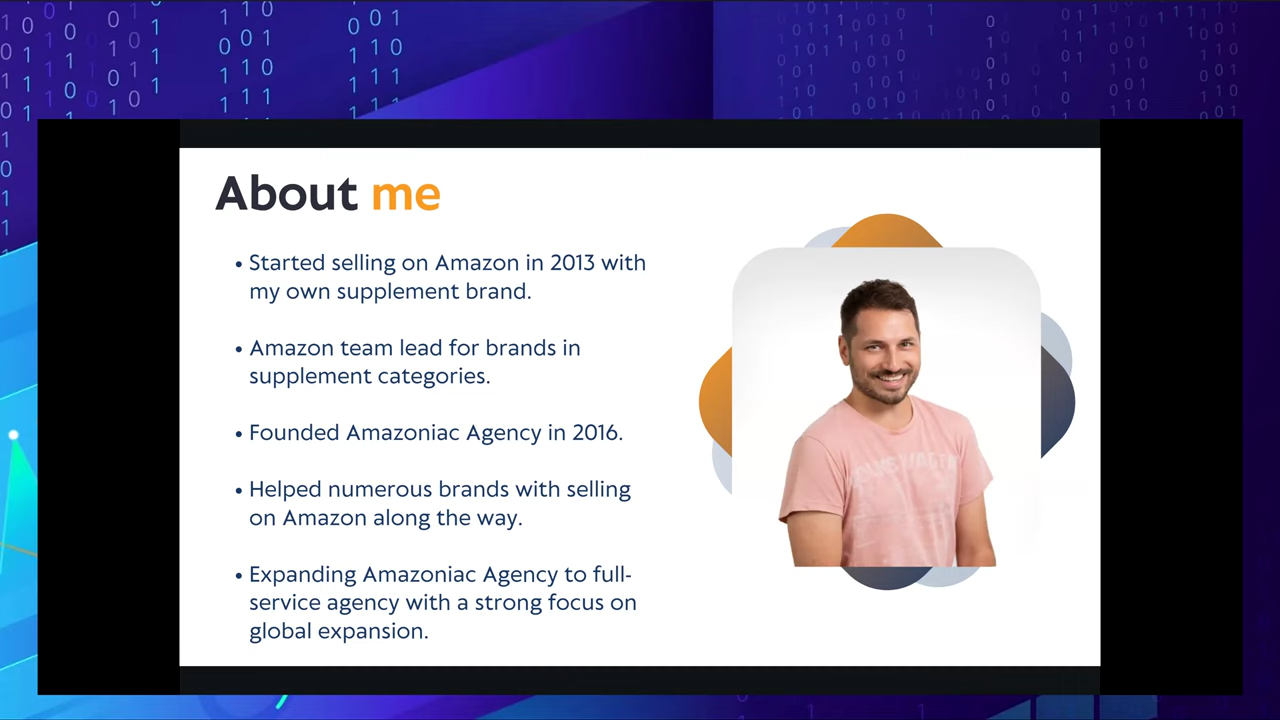 About me
• Started selling on Amazon in 2013 with
my own supplement brand.
• Amazon team lead for brands in
supplement categories.
• Founded Amazoniac Agency in 2016.
• Helped numerous brands with selling
on Amazon along the way.
• Expanding Amazoniac Agency to full-
service agency with a strong focus on
global expansion.